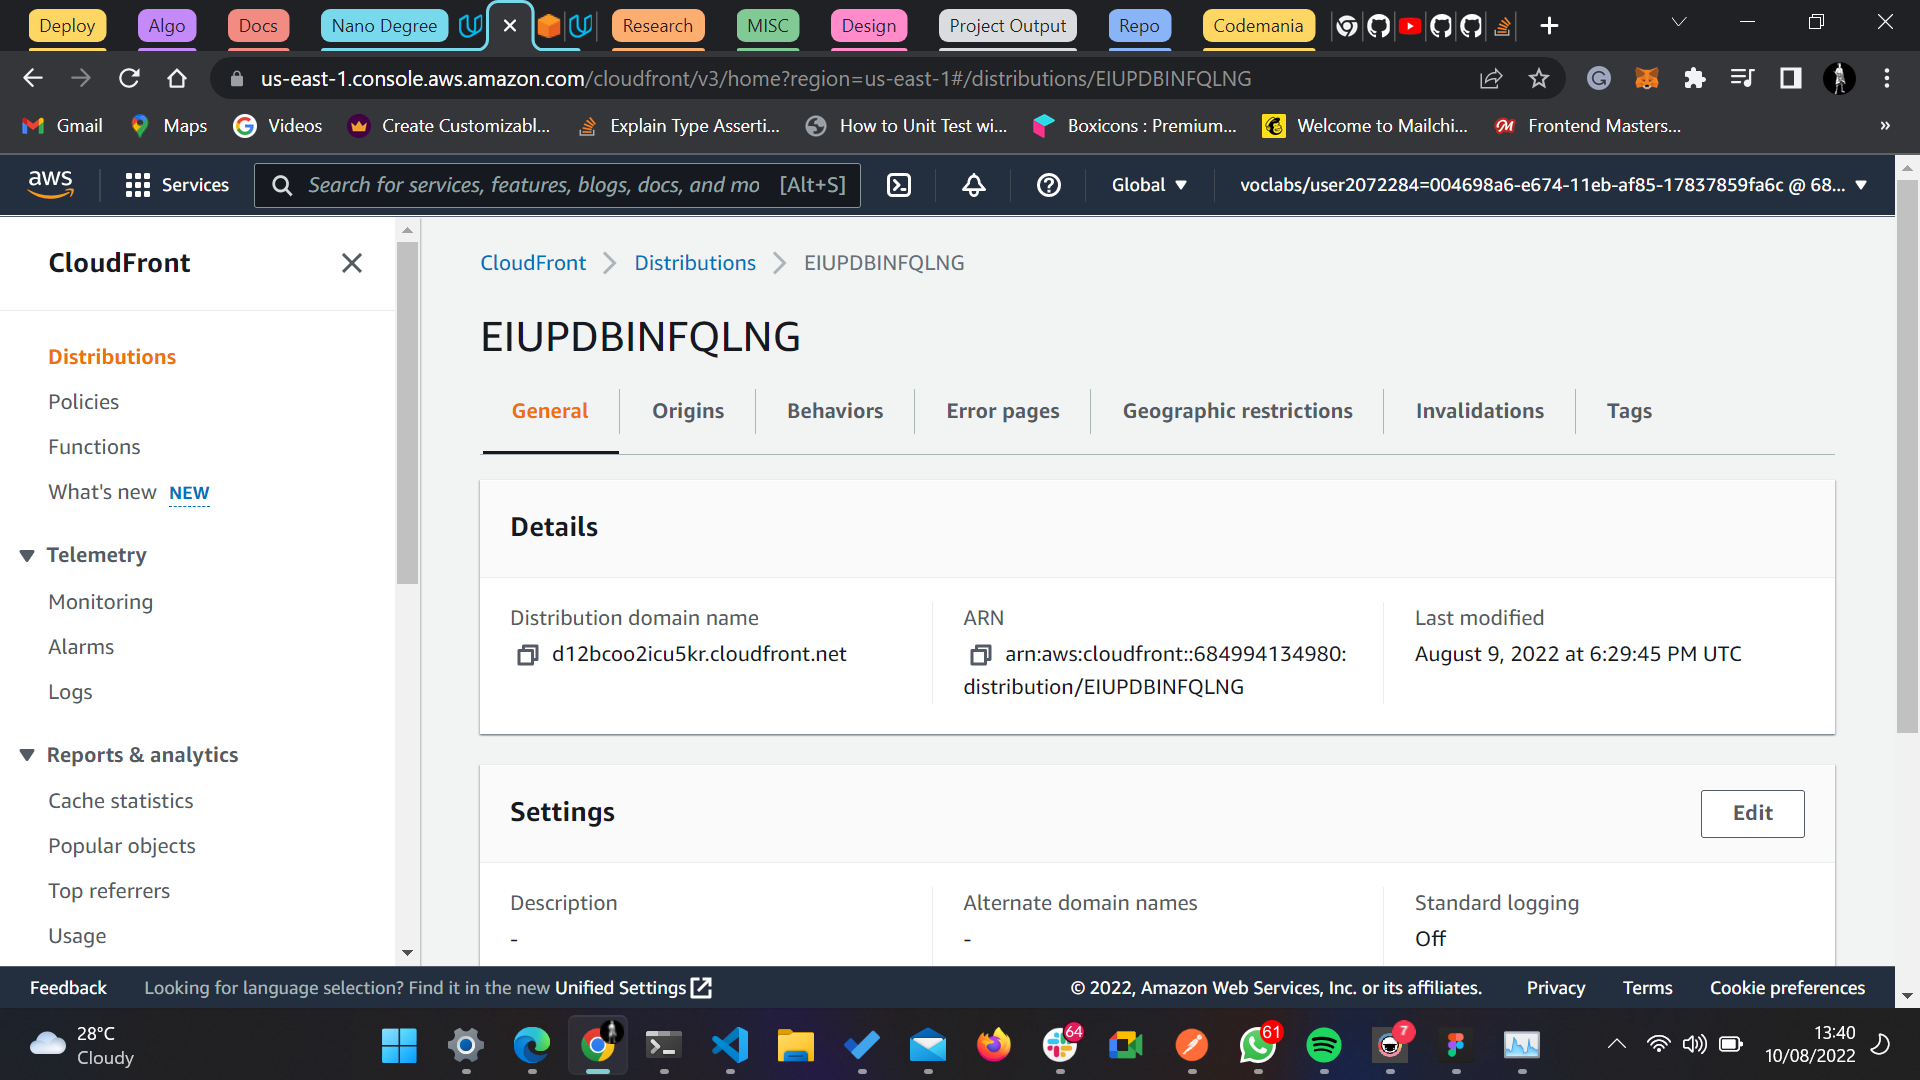 Deploy Algo Docs Nano Degree Research MISC Design Project Output Repo Codemania
us-east-1.console.aws.amazon.com/cloudfront/v3/home?region=us-east-1#/distributions/EIUPDBINFQLNG
Gmail Maps Videos Create Customizabl... Explain Type Asserti... How to Unit Test wi... Boxicons : Premium... Welcome to Mailchi... Frontend Masters... »
aws Services Search for services, features, blogs, docs, and mo [Alt+S] Global voclabs/user2072284=004698a6-e674-11eb-af85-17837859fa6c @ 68...
CloudFront
Distributions
Policies
Functions
What's new NEW
Telemetry
Monitoring
Alarms
Logs
Reports & analytics
Cache statistics
Popular objects
Top referrers
Usage
CloudFront Distributions EIUPDBINFQLNG
EIUPDBINFQLNG
General Origins Behaviors Error pages Geographic restrictions Invalidations Tags
Details
Distribution domain name
d12bcoo2icu5kr.cloudfront.net
ARN
arn:aws:cloudfront::684994134980:
distribution/EIUPDBINFQLNG
Last modified
August 9, 2022 at 6:29:45 PM UTC
Settings Edit
Description
-
Alternate domain names
-
Standard logging
Off
Feedback Looking for language selection? Find it in the new Unified Settings © 2022, Amazon Web Services, Inc. or its affiliates. Privacy Terms Cookie preferences
28°C
Cloudy
64
61
7
13:40
10/08/2022